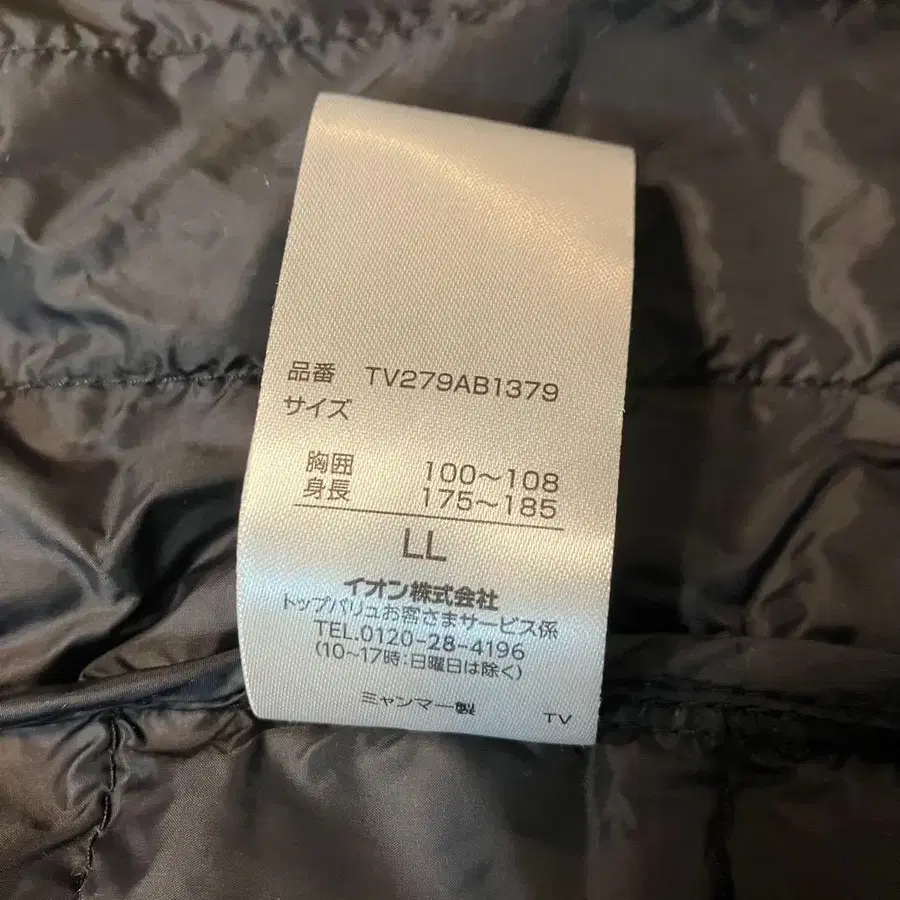 品番 TV279AB1379
サイズ
胸囲 100～108
身長 175～185
LL
イオン株式会社
トップバリュお客さまサービス係
TEL.0120-28-4196
(10～17時:日曜日は除く)
ミャンマー製 TV